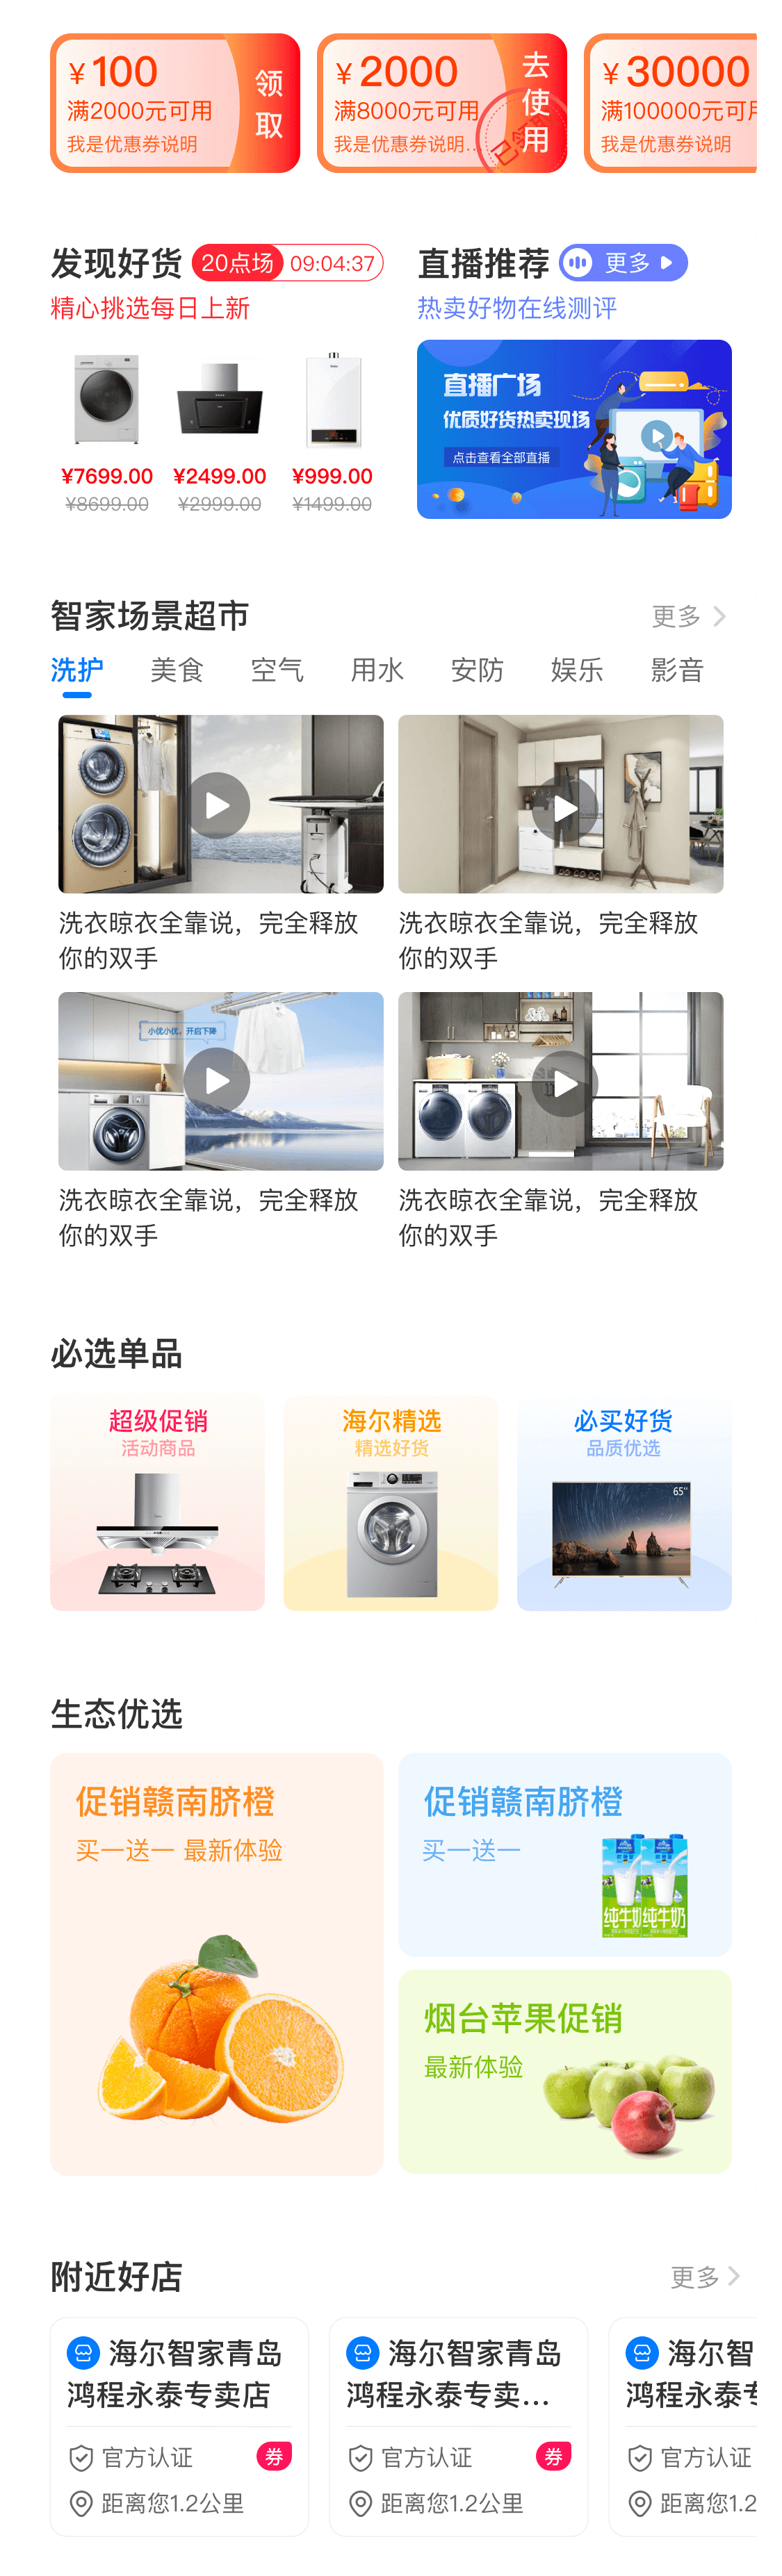 ¥100
满2000元可用
我是优惠券说明
领取
¥2000
满8000元可用
我是优惠券说明...
去使用
¥30000
满100000元可用
我是优惠券说明
发现好货 20点场 09:04:37
精心挑选每日上新
¥7699.00 ¥2499.00 ¥999.00
¥8699.00 ¥2999.00 ¥1499.00
直播推荐 更多
热卖好物在线测评
直播广场
优质好货热卖现场
点击查看全部直播
智家场景超市 更多
洗护 美食 空气 用水 安防 娱乐 影音
洗衣晾衣全靠说，完全释放
你的双手
洗衣晾衣全靠说，完全释放
你的双手
小优小优，开启下降
洗衣晾衣全靠说，完全释放
你的双手
洗衣晾衣全靠说，完全释放
你的双手
必选单品
超级促销
活动商品
海尔精选
精选好货
必买好货
品质优选
65"
生态优选
促销赣南脐橙
买一送一 最新体验
促销赣南脐橙
买一送一
纯牛奶 纯牛奶
烟台苹果促销
最新体验
附近好店 更多
海尔智家青岛
鸿程永泰专卖店
官方认证 券
距离您1.2公里
海尔智家青岛
鸿程永泰专卖...
官方认证 券
距离您1.2公里
海尔智
鸿程永泰专
官方认证
距离您1.2